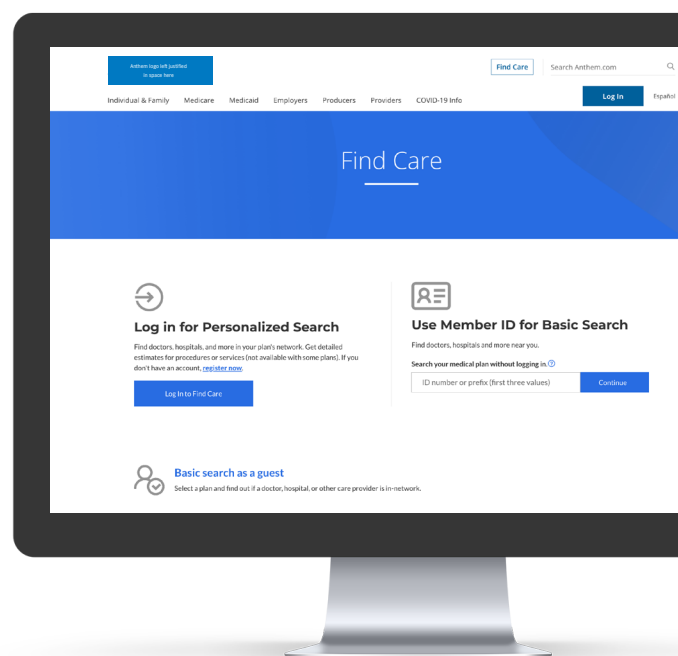 Anthem logo left justified
in space here
Find Care
Search Anthem.com
Individual & Family
Medicare
Medicaid
Employers
Producers
Providers
COVID-19 Info
Log In
Español
Find Care
Log in for Personalized Search
Find doctors, hospitals, and more in your plan's network. Get detailed
estimates for procedures or services (not available with some plans). If you
don't have an account, register now.
Log In to Find Care
Use Member ID for Basic Search
Find doctors, hospitals and more near you.
Search your medical plan without logging in.
ID number or prefix (first three values)
Continue
Basic search as a guest
Select a plan and find out if a doctor, hospital, or other care provider is in-network.